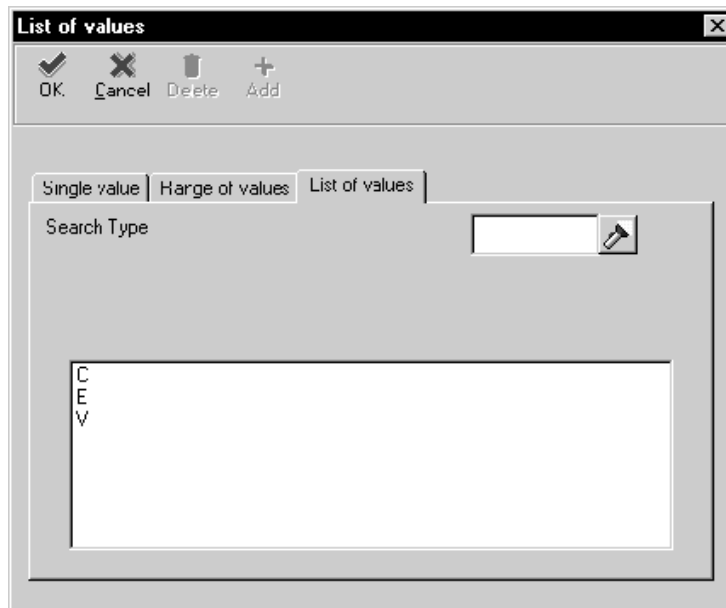 List of values
OK Cancel Delete Add
Single value Range of values List of values
Search Type
C
E
V